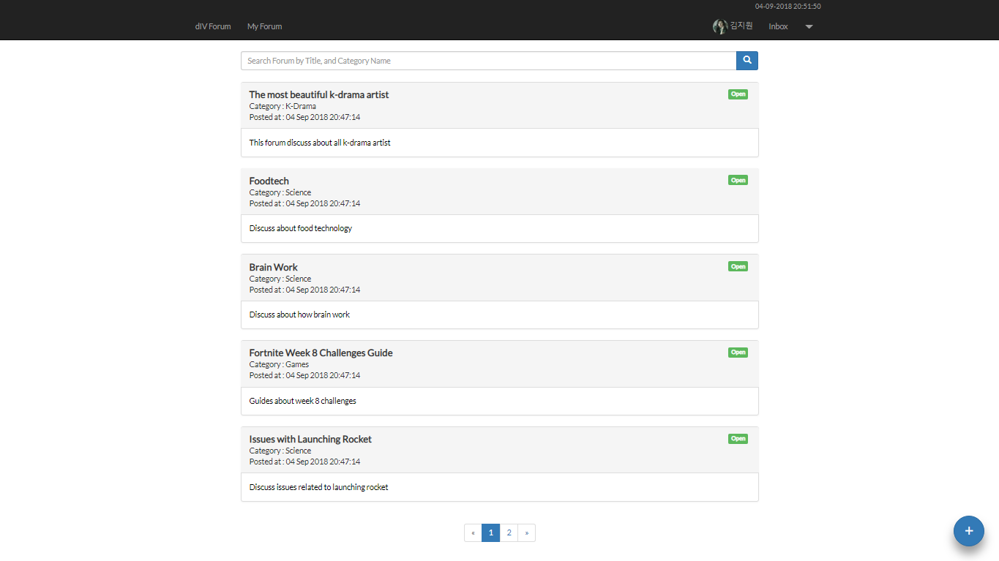 04-09-2018 20:51:50
dIV Forum My Forum 김지원 Inbox
Search Forum by Title, and Category Name
The most beautiful k-drama artist Open
Category : K-Drama
Posted at : 04 Sep 2018 20:47:14
This forum discuss about all k-drama artist
Foodtech Open
Category : Science
Posted at : 04 Sep 2018 20:47:14
Discuss about food technology
Brain Work Open
Category : Science
Posted at : 04 Sep 2018 20:47:14
Discuss about how brain work
Fortnite Week 8 Challenges Guide Open
Category : Games
Posted at : 04 Sep 2018 20:47:14
Guides about week 8 challenges
Issues with Launching Rocket Open
Category : Science
Posted at : 04 Sep 2018 20:47:14
Discuss issues related to launching rocket
« 1 2 »
+